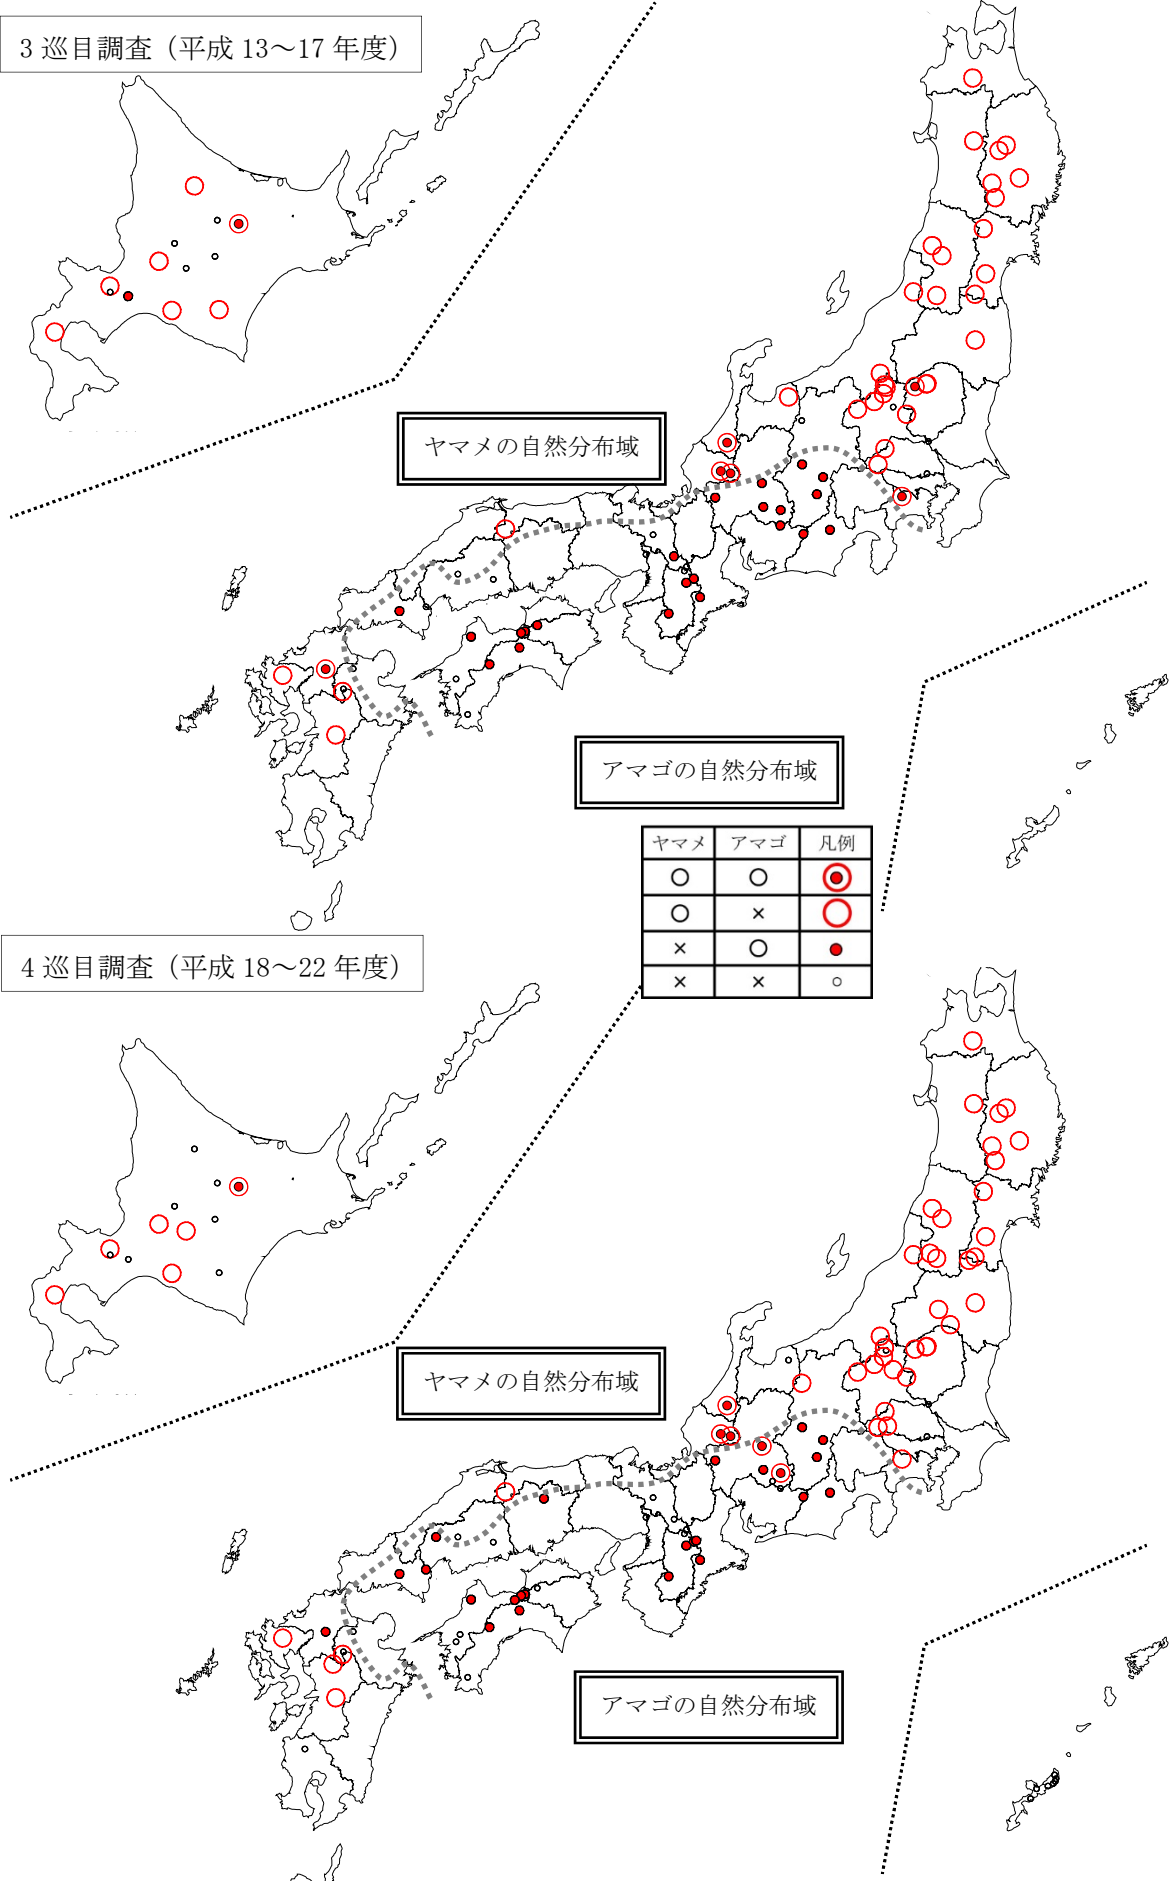 3 巡目調査（平成 13～17 年度）
ヤマメの自然分布域
アマゴの自然分布域
ヤマメ アマゴ 凡例
○ ○
○ ×
× ○
× ×
4 巡目調査（平成 18～22 年度）
ヤマメの自然分布域
アマゴの自然分布域